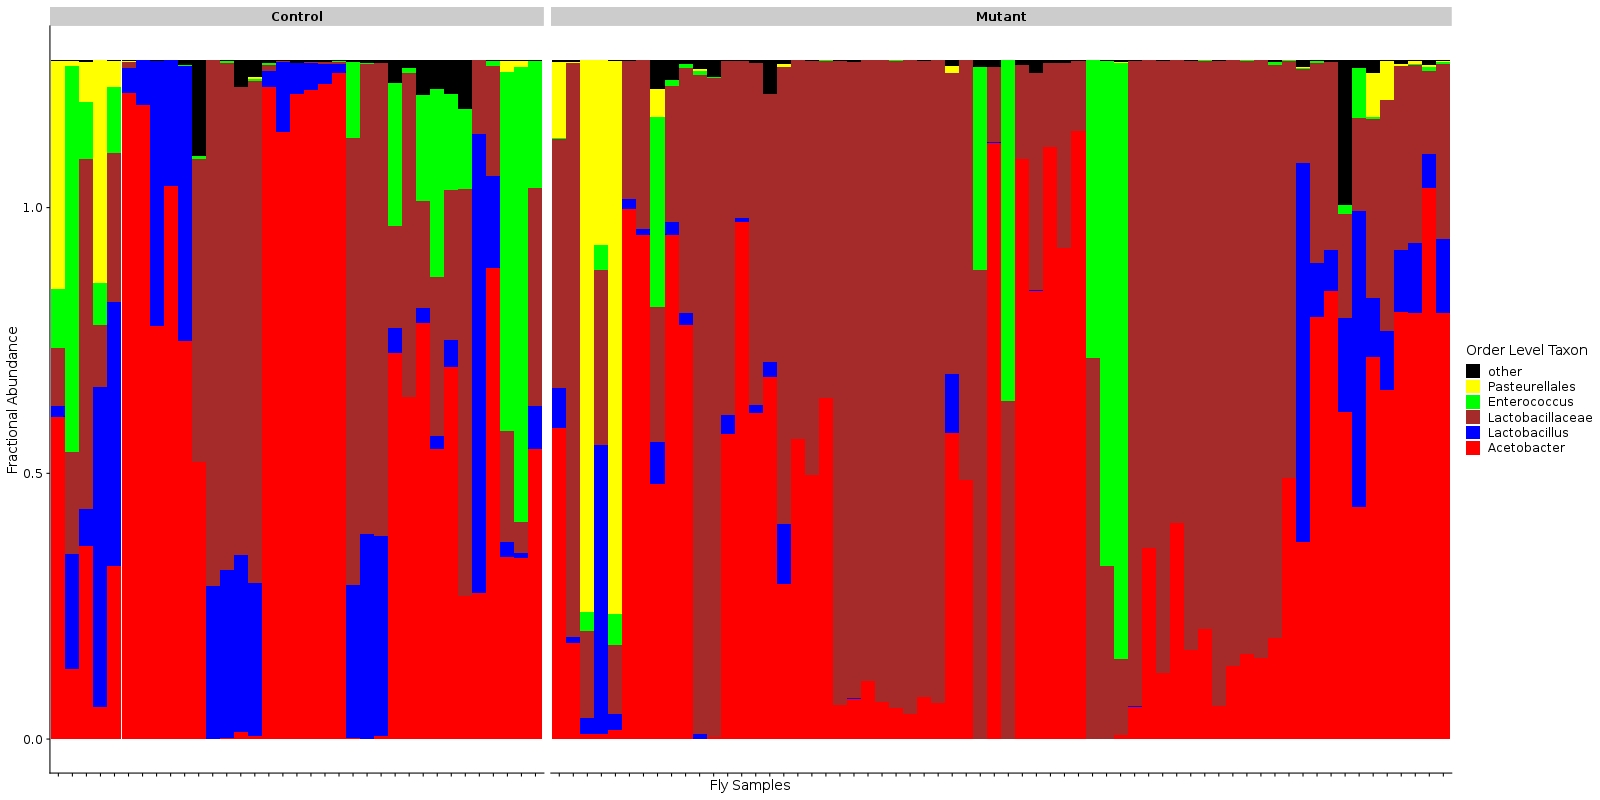 Control
Mutant
1.0
0.5
0.0
Fractional Abundance
Fly Samples
Order Level Taxon
other
Pasteurellales
Enterococcus
Lactobacillaceae
Lactobacillus
Acetobacter